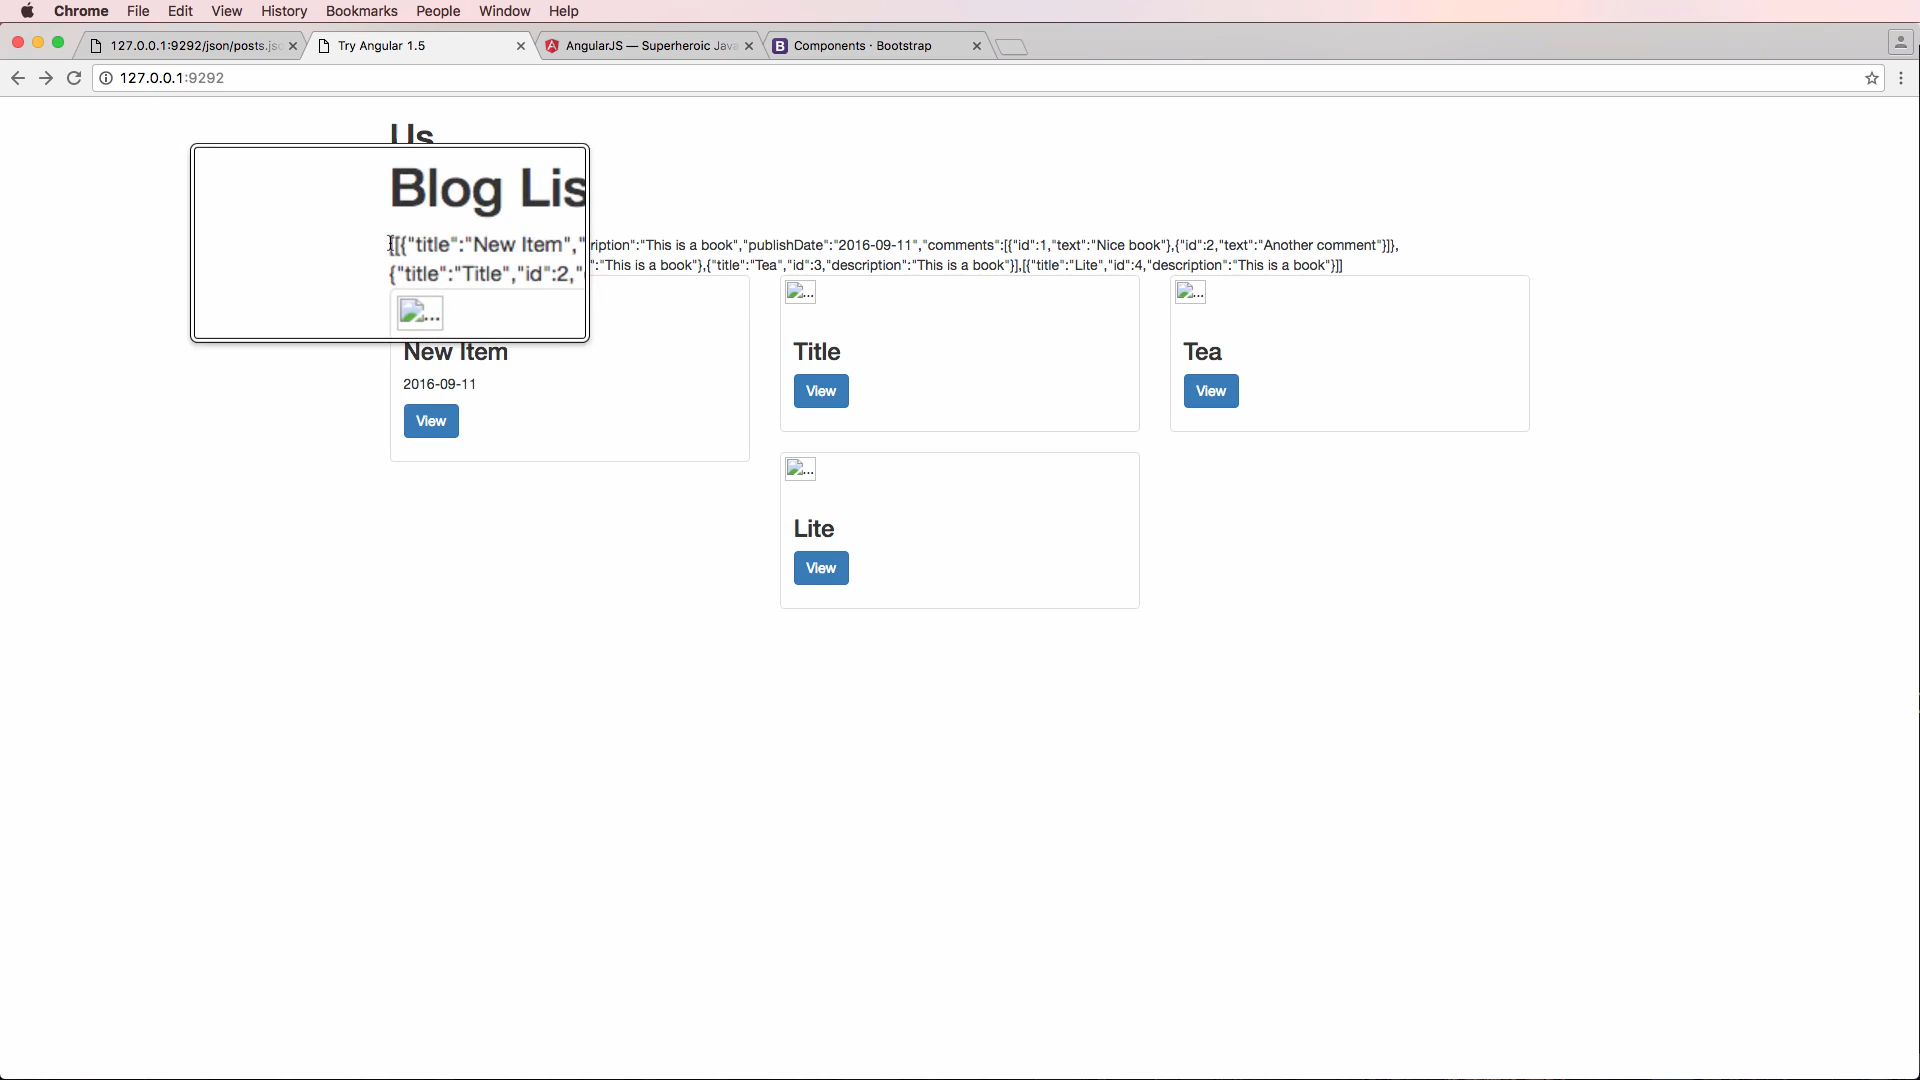 Chrome File Edit View History Bookmarks People Window Help
127.0.0.1:9292/json/posts.jsc Try Angular 1.5 AngularJS — Superheroic Java Components · Bootstrap
127.0.0.1:9292
Us
Blog Lis
[[{"title":"New Item","
ription":"This is a book","publishDate":"2016-09-11","comments":[{"id":1,"text":"Nice book"},{"id":2,"text":"Another comment"}]},
{"title":"Title","id":2,"
":"This is a book"},{"title":"Tea","id":3,"description":"This is a book"}],[{"title":"Lite","id":4,"description":"This is a book"}]]
... ... ...
New Item Title Tea
2016-09-11
View View View
...
Lite
View